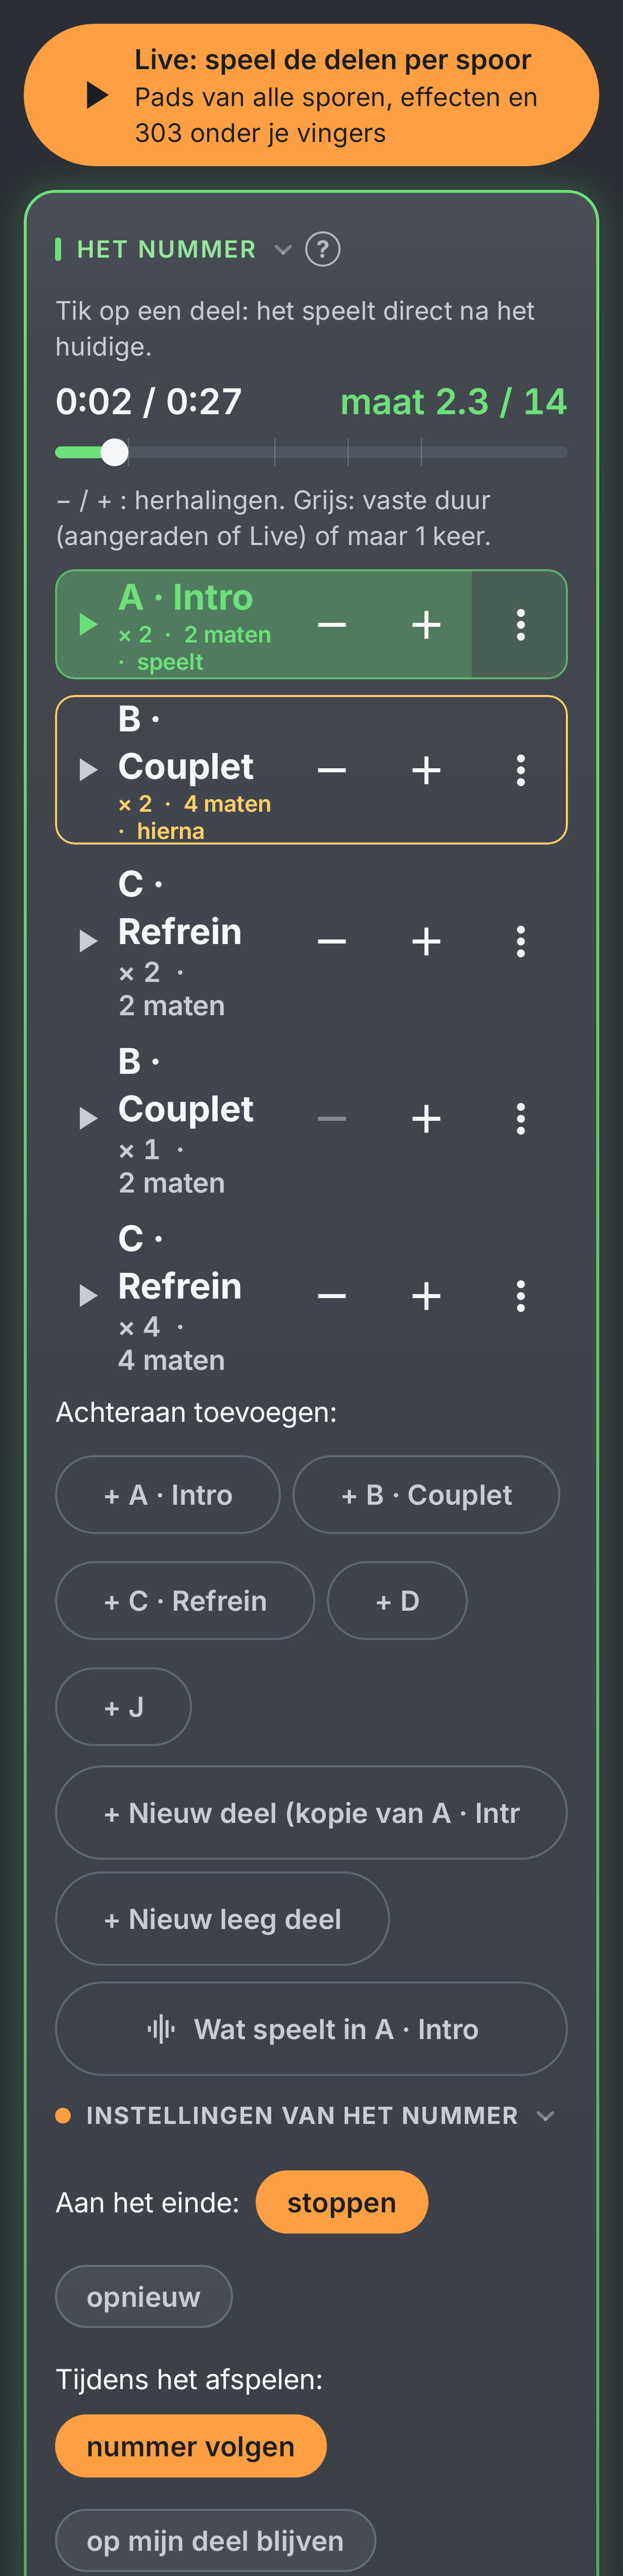 Live: speel de delen per spoor
Pads van alle sporen, effecten en
303 onder je vingers
HET NUMMER ?
Tik op een deel: het speelt direct na het
huidige.
0:02 / 0:27 maat 2.3 / 14
− / + : herhalingen. Grijs: vaste duur
(aangeraden of Live) of maar 1 keer.
A · Intro
× 2 · 2 maten
· speelt
− +
B ·
Couplet
× 2 · 4 maten
· hierna
− +
C ·
Refrein
× 2 ·
2 maten
− +
B ·
Couplet
× 1 ·
2 maten
− +
C ·
Refrein
× 4 ·
4 maten
− +
Achteraan toevoegen:
+ A · Intro + B · Couplet
+ C · Refrein + D
+ J
+ Nieuw deel (kopie van A · Intr
+ Nieuw leeg deel
Wat speelt in A · Intro
INSTELLINGEN VAN HET NUMMER
Aan het einde: stoppen
opnieuw
Tijdens het afspelen:
nummer volgen
op mijn deel blijven